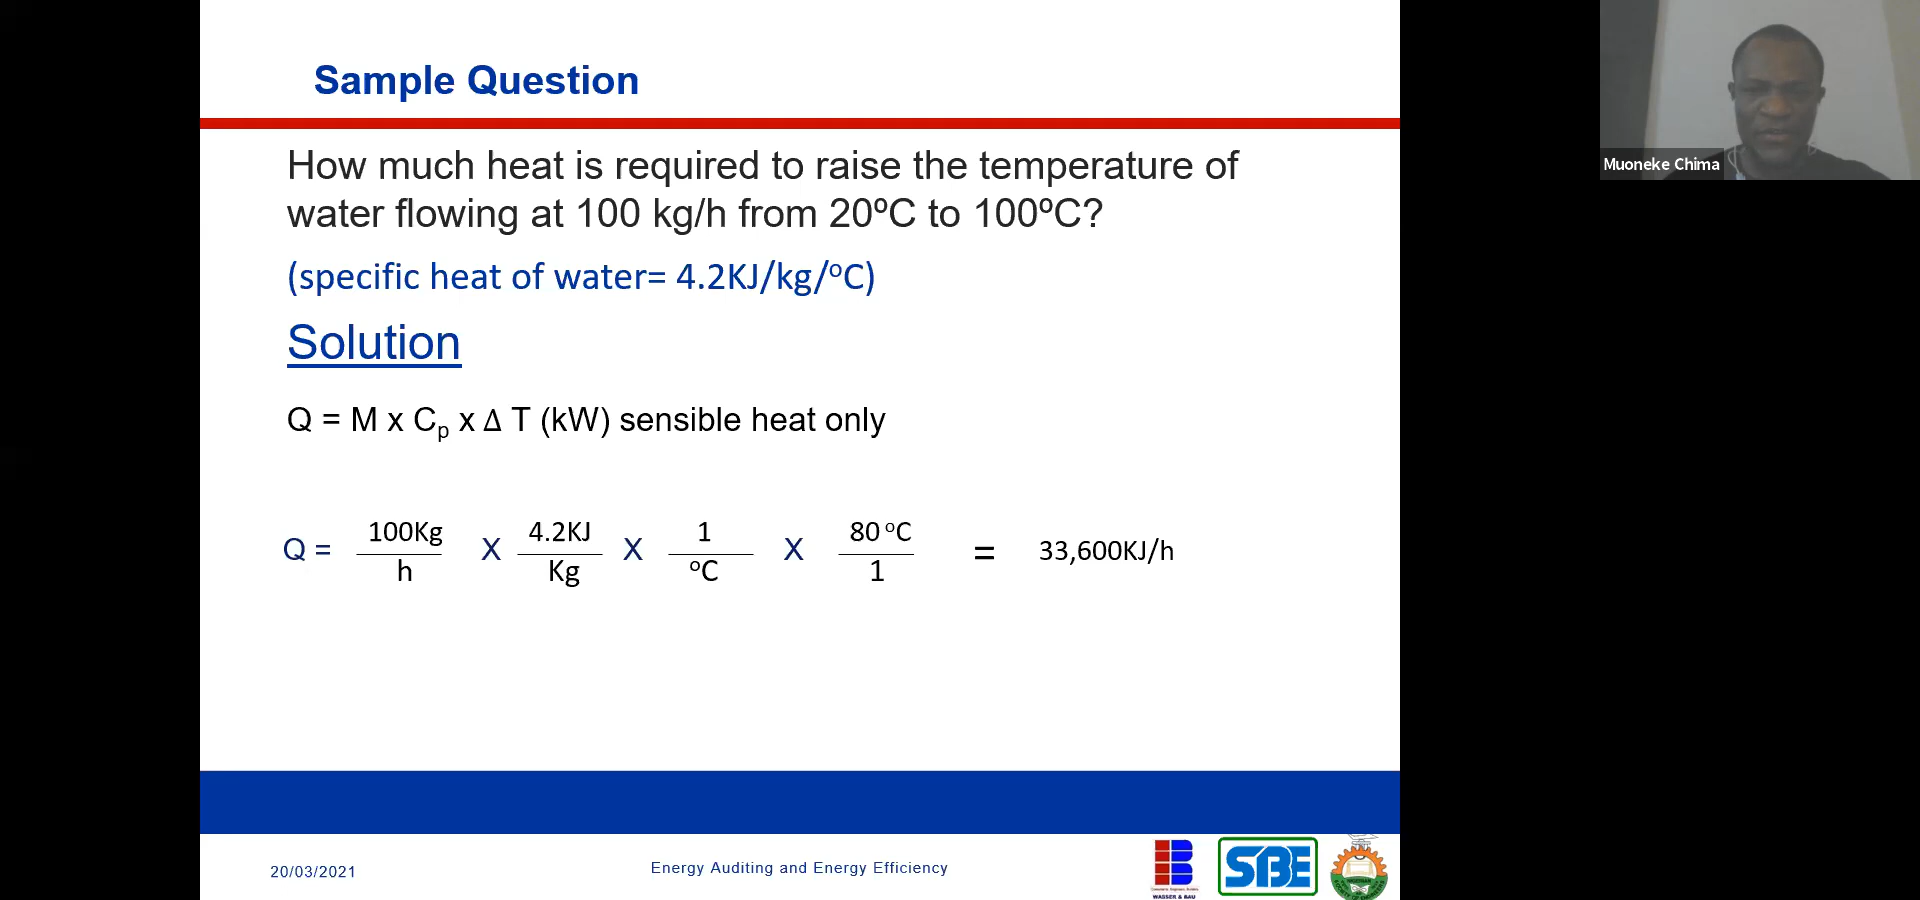 Sample Question
Muoneke Chima
How much heat is required to raise the temperature of
water flowing at 100 kg/h from 20ºC to 100ºC?
(specific heat of water= 4.2KJ/kg/ºC)
Solution
Q = M x Cp x Δ T (kW) sensible heat only
100Kg 4.2KJ 1 80 ºC
Q = X X X = 33,600KJ/h
h Kg ºC 1
20/03/2021
Energy Auditing and Energy Efficiency
SBE
WASSER & BAU